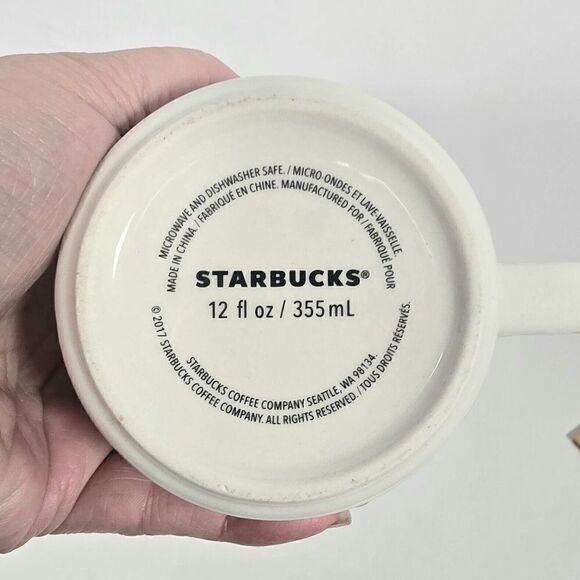 MICROWAVE AND DISHWASHER SAFE. / MICRO-ONDES ET LAVE-VAISSELLE.
MADE IN CHINA. / FABRIQUÉ EN CHINE. MANUFACTURED FOR / FABRIQUÉ POUR
STARBUCKS®
12 fl oz / 355mL
STARBUCKS COFFEE COMPANY SEATTLE, WA 98134.
© 2017 STARBUCKS COFFEE COMPANY. ALL RIGHTS RESERVED. / TOUS DROITS RÉSERVÉS.